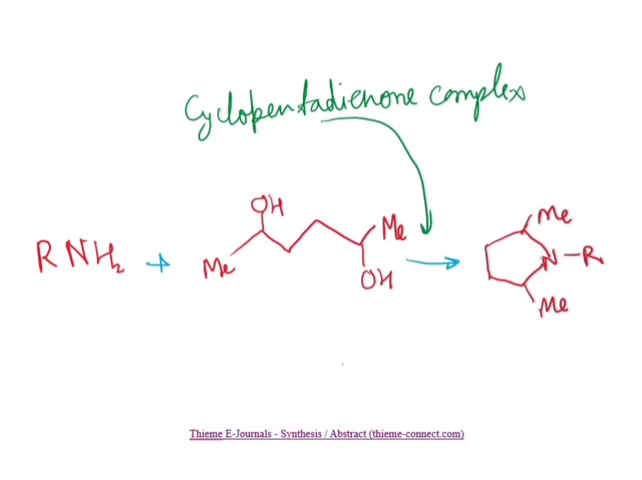 Cyclopentadienone complex
OH
Me
RNH2 + Me
OH
Me
N-R
Me
Thieme E-Journals - Synthesis / Abstract (thieme-connect.com)